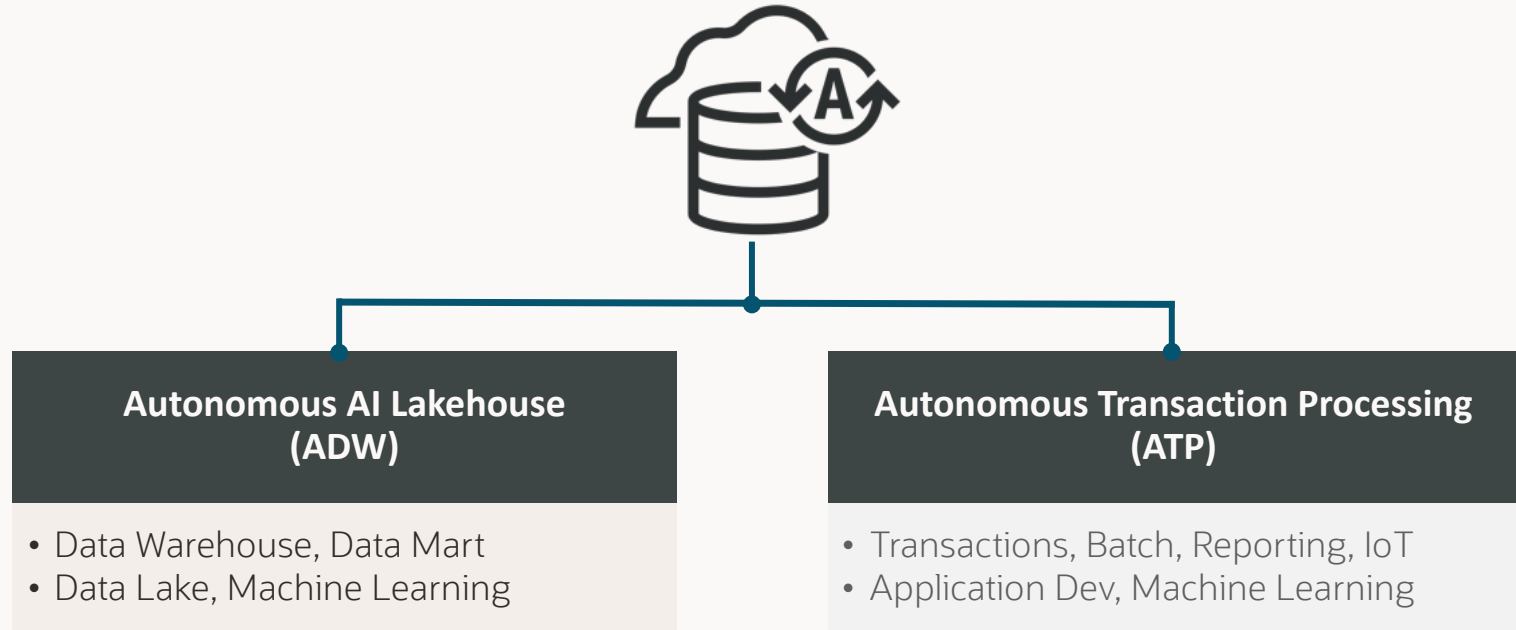 A
Autonomous AI Lakehouse
(ADW)
• Data Warehouse, Data Mart
• Data Lake, Machine Learning
Autonomous Transaction Processing
(ATP)
• Transactions, Batch, Reporting, IoT
• Application Dev, Machine Learning